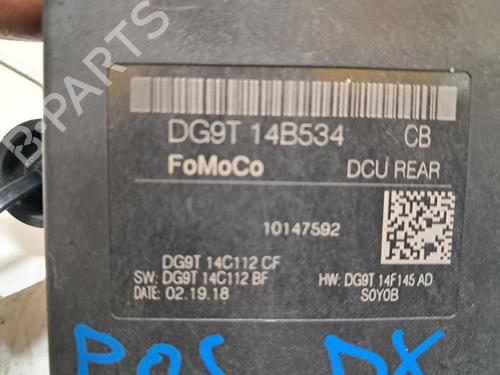 B-PARTS
DG9T 14B534 CB
FoMoCo DCU REAR
10147592
DG9T 14C112 CF
SW: DG9T 14C112 BF HW: DG9T 14F145 AD
DATE: 02.19.18 S0Y0B
POS DX